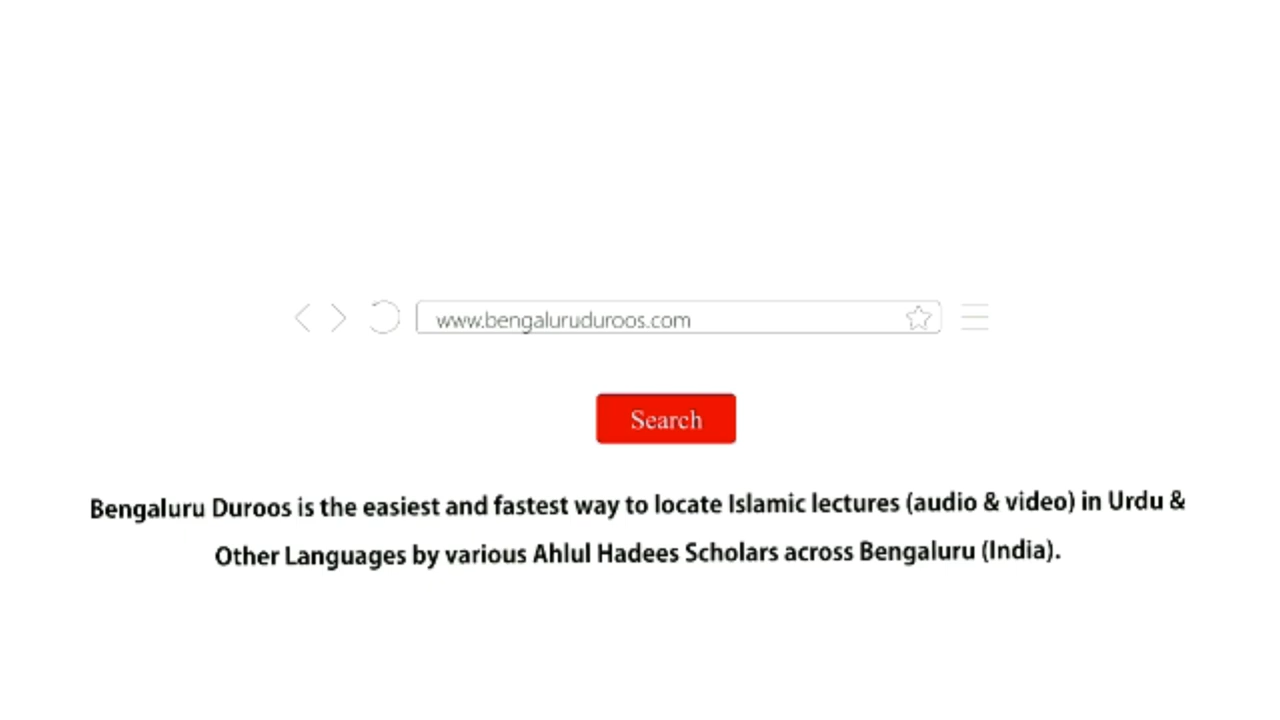 www.bengaluruduroos.com
Search
Bengaluru Duroos is the easiest and fastest way to locate Islamic lectures (audio & video) in Urdu &
Other Languages by various Ahlul Hadees Scholars across Bengaluru (India).